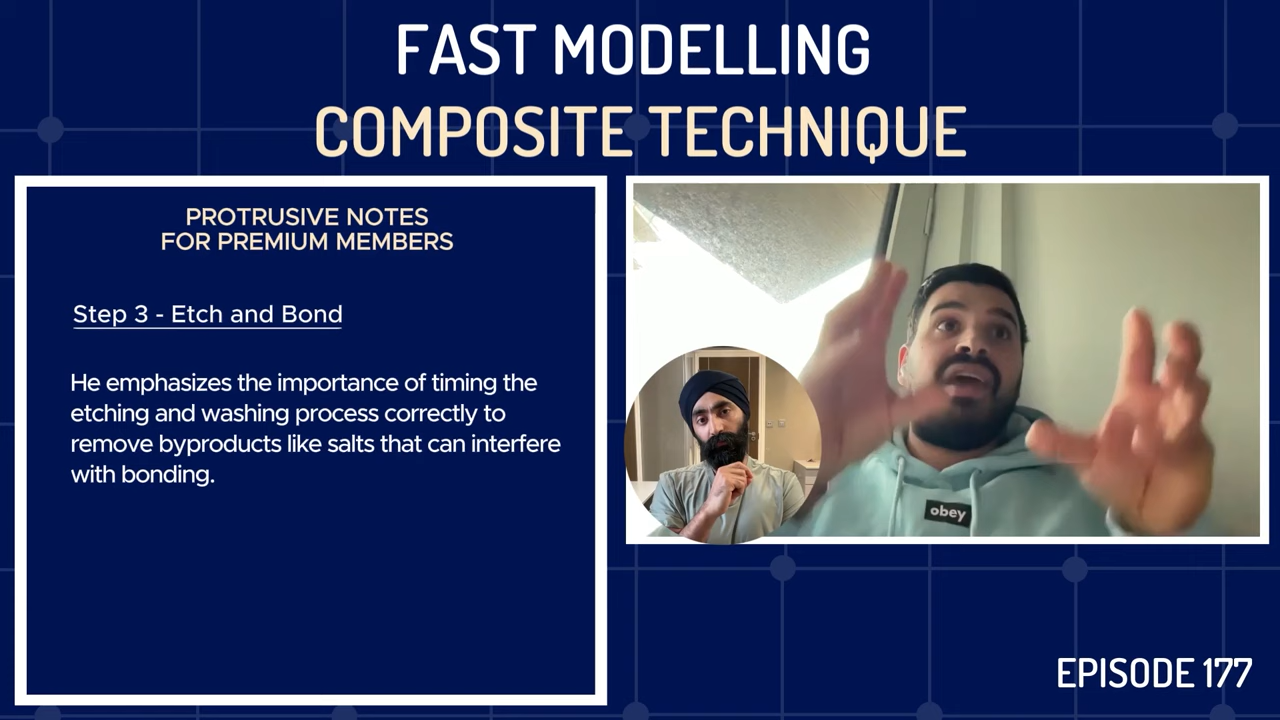 FAST MODELLING
COMPOSITE TECHNIQUE
PROTRUSIVE NOTES
FOR PREMIUM MEMBERS
Step 3 - Etch and Bond
He emphasizes the importance of timing the
etching and washing process correctly to
remove byproducts like salts that can interfere
with bonding.
obey
EPISODE 177